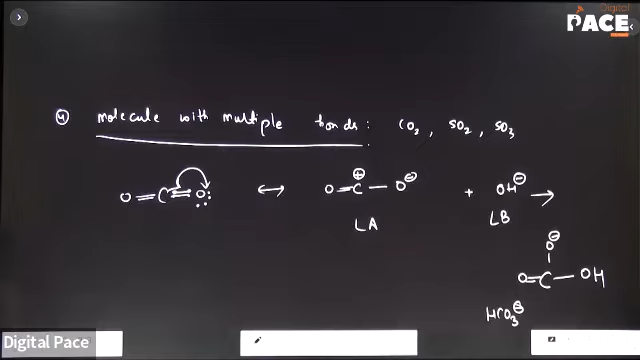 Digital
PACE
④ molecule with multiple bonds: CO2, SO2, SO3
O=C=O: ↔ O=C⊕—O⊖ + OH⊖ →
LA LB
O⊖
O=C—OH
HCO3⊖
Digital Pace